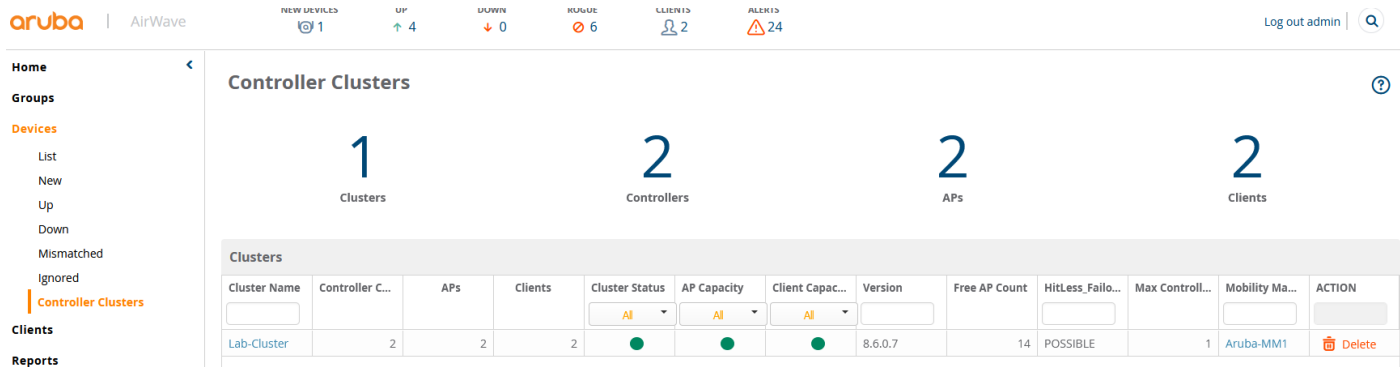 aruba | AirWave
NEW DEVICES UP DOWN ROGUE CLIENTS ALERTS
1 4 0 6 2 24
Log out admin
Home
Groups
Devices
List
New
Up
Down
Mismatched
Ignored
Controller Clusters
Clients
Reports
Controller Clusters
1 2 2 2
Clusters Controllers APs Clients
Clusters
Cluster Name Controller C... APs Clients Cluster Status AP Capacity Client Capac... Version Free AP Count HitLess_Failo... Max Controll... Mobility Ma... ACTION
All All All
Lab-Cluster 2 2 2 8.6.0.7 14 POSSIBLE 1 Aruba-MM1 Delete